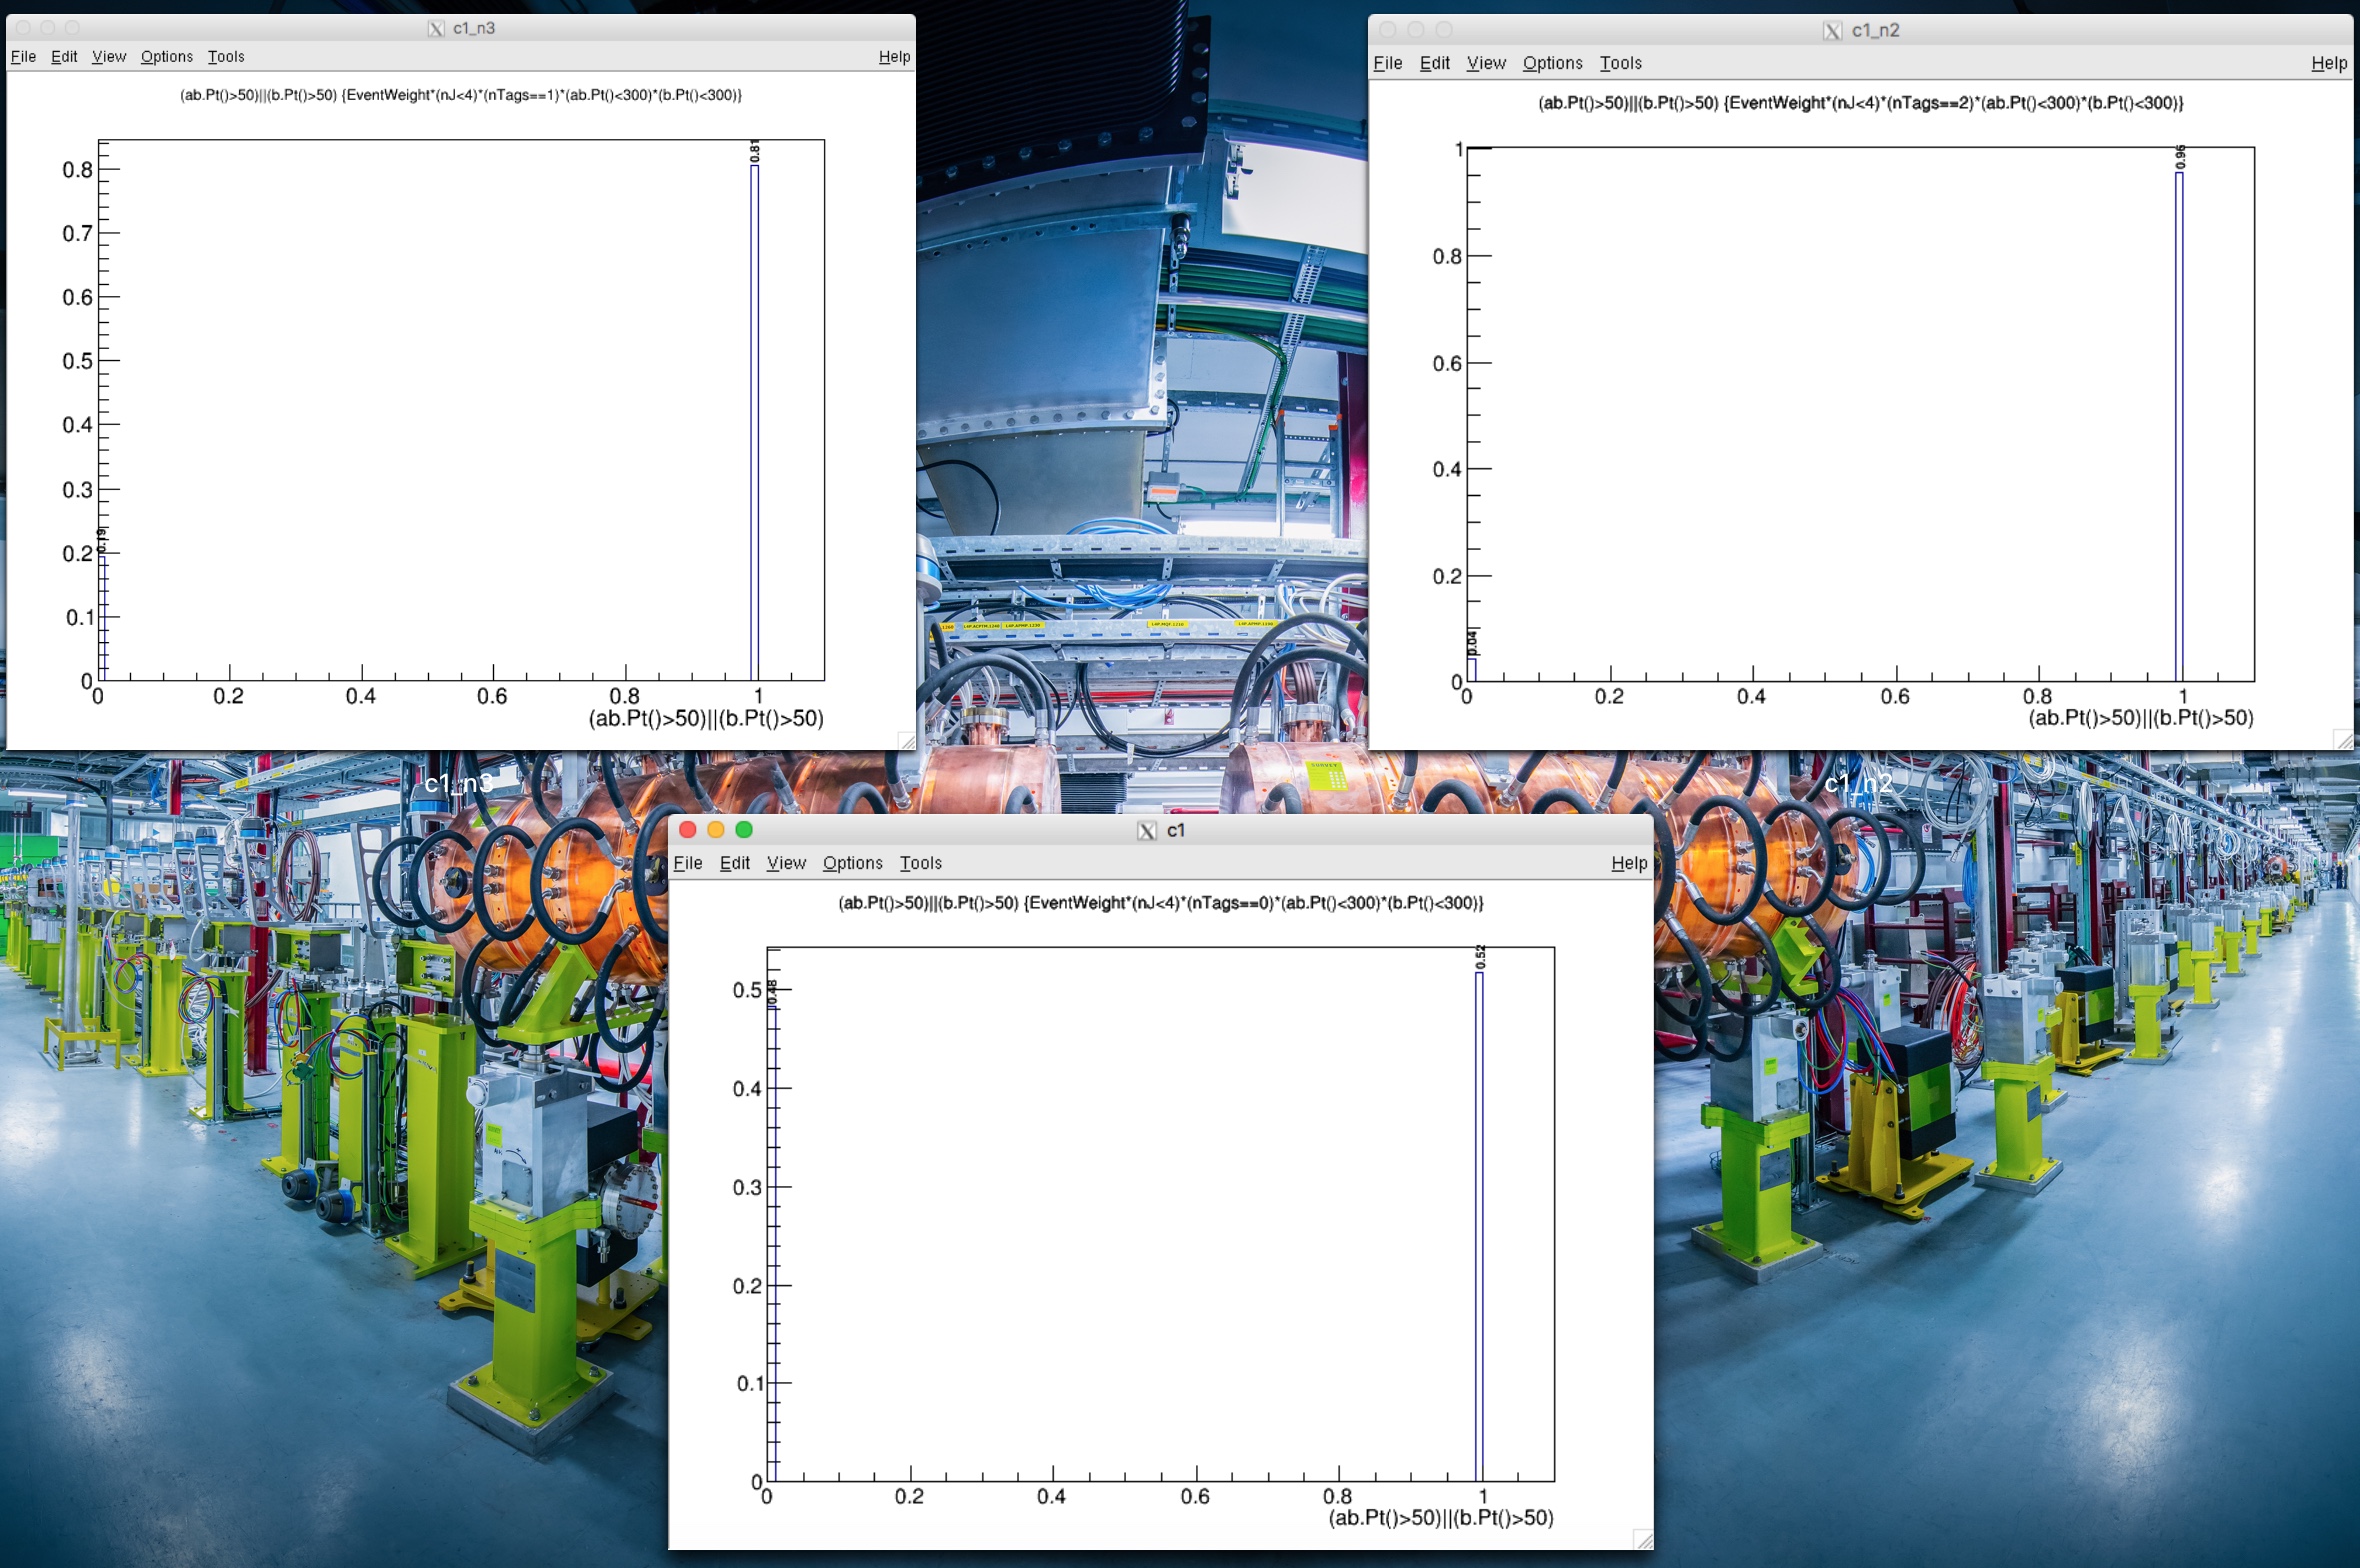 c1_n3
File Edit View Options Tools Help
(ab.Pt()>50)||(b.Pt()>50) {EventWeight*(nJ<4)*(nTags==1)*(ab.Pt()<300)*(b.Pt()<300)}
0.81
0.8
0.7
0.6
0.5
0.4
0.3
0.19
0.2
0.1
0
0 0.2 0.4 0.6 0.8 1
(ab.Pt()>50)||(b.Pt()>50)
c1_n3
c1_n2
File Edit View Options Tools Help
(ab.Pt()>50)||(b.Pt()>50) {EventWeight*(nJ<4)*(nTags==2)*(ab.Pt()<300)*(b.Pt()<300)}
1
0.96
0.8
0.6
0.4
0.2
0.04
0
0 0.2 0.4 0.6 0.8 1
(ab.Pt()>50)||(b.Pt()>50)
c1_n2
SURVEY
c1
File Edit View Options Tools Help
(ab.Pt()>50)||(b.Pt()>50) {EventWeight*(nJ<4)*(nTags==0)*(ab.Pt()<300)*(b.Pt()<300)}
0.52
0.5
0.48
0.4
0.3
0.2
0.1
0
0 0.2 0.4 0.6 0.8 1
(ab.Pt()>50)||(b.Pt()>50)